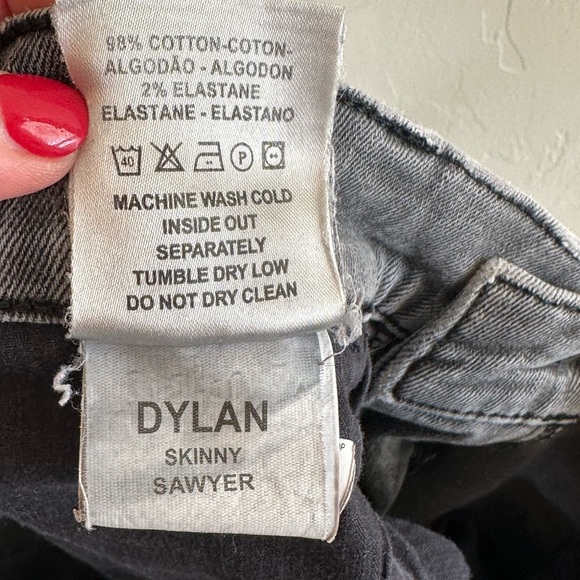 98% COTTON-COTON-
ALGODÃO - ALGODON
2% ELASTANE
ELASTANE - ELASTANO
40 P
MACHINE WASH COLD
INSIDE OUT
SEPARATELY
TUMBLE DRY LOW
DO NOT DRY CLEAN
DYLAN
SKINNY
SAWYER